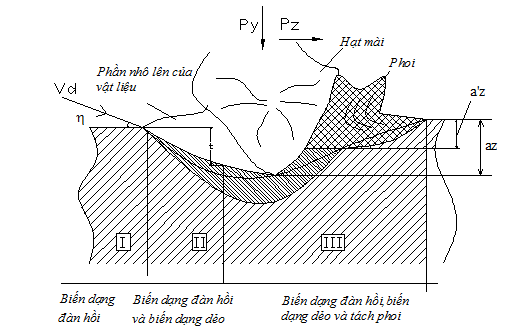 Py
Pz
Hạt mài
Phoi
Phần nhô lên của
vật liệu
Vd
η
a'z
az
I
II
III
Biến dạng
đàn hồi
Biến dạng đàn hồi
và biến dạng dẻo
Biến dạng đàn hồi, biến
dạng dẻo và tách phoi